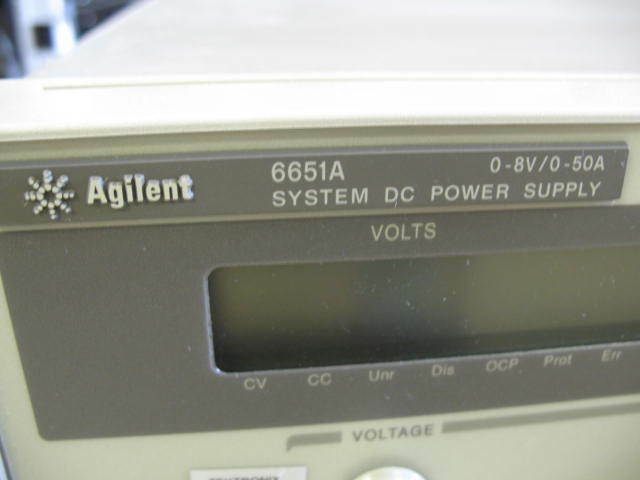 Agilent
6651A
0-8V/0-50A
SYSTEM DC POWER SUPPLY
VOLTS
CV CC Unr Dis OCP Prot Err
VOLTAGE